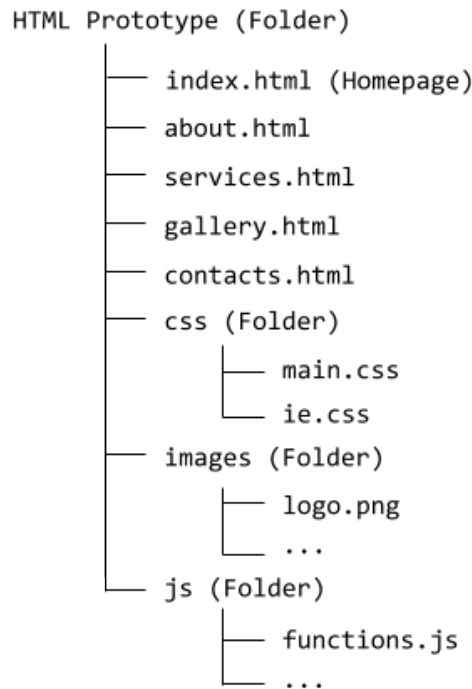 HTML Prototype (Folder)
index.html (Homepage)
about.html
services.html
gallery.html
contacts.html
css (Folder)
main.css
ie.css
images (Folder)
logo.png
...
js (Folder)
functions.js
...